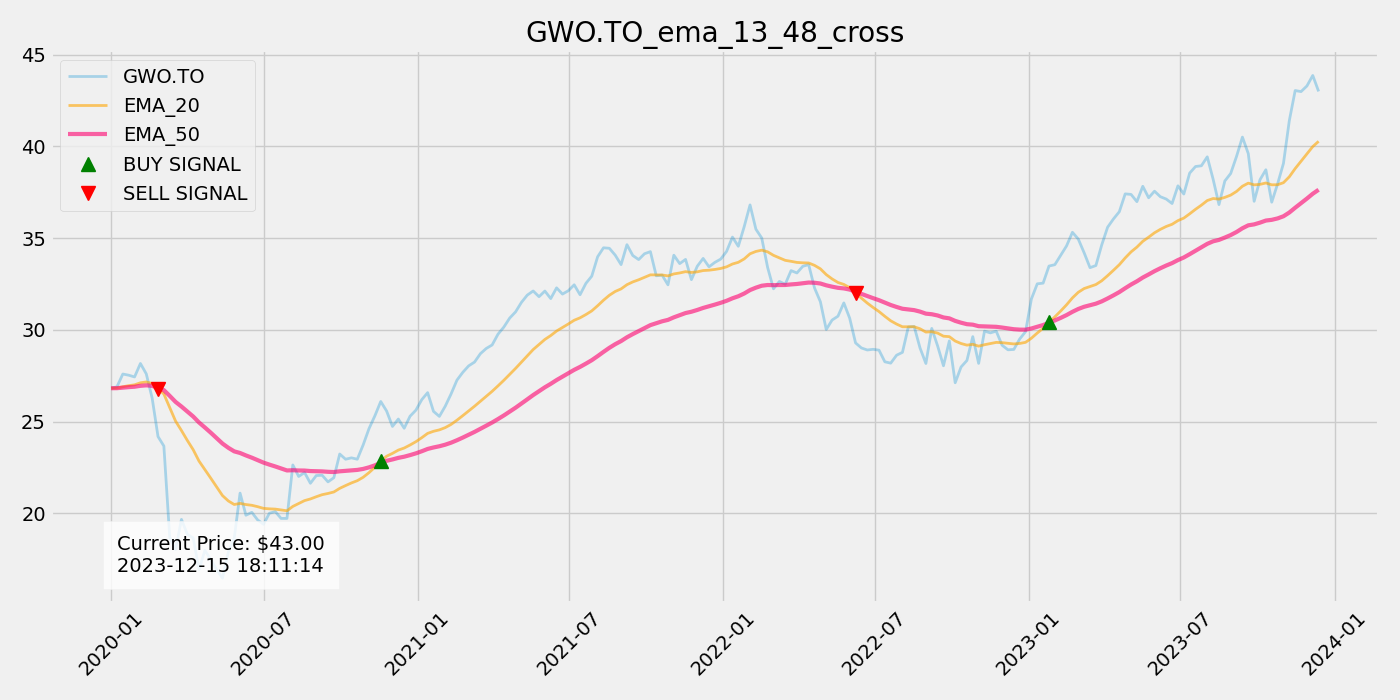 GWO.TO_ema_13_48_cross
45
40
35
30
25
20
GWO.TO
EMA_20
EMA_50
BUY SIGNAL
SELL SIGNAL
Current Price: $43.00
2023-12-15 18:11:14
2020-01
2020-07
2021-01
2021-07
2022-01
2022-07
2023-01
2023-07
2024-01